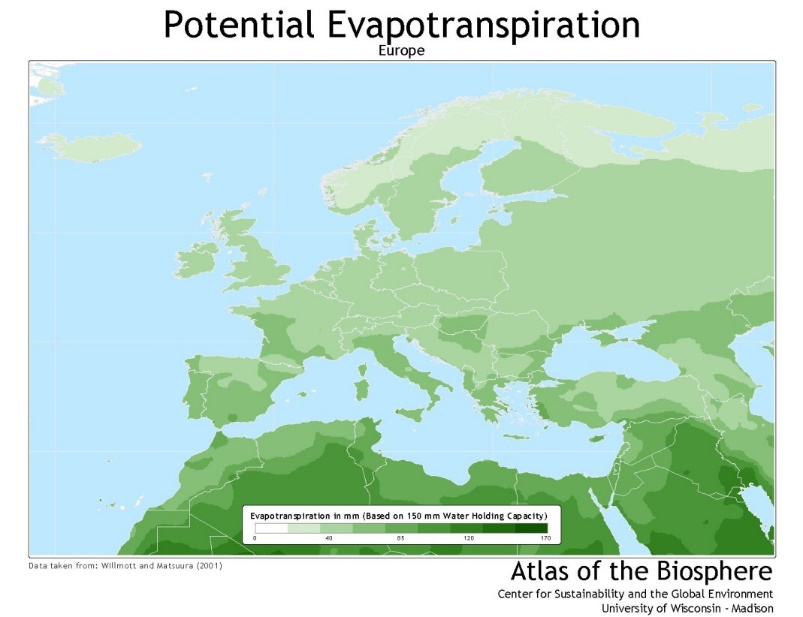 Potential Evapotranspiration
Europe
Evapotranspiration in mm (Based on 150 mm Water Holding Capacity)
0 40 85 120 170
Data taken from: Willmott and Matsuura (2001)
Atlas of the Biosphere
Center for Sustainability and the Global Environment
University of Wisconsin - Madison